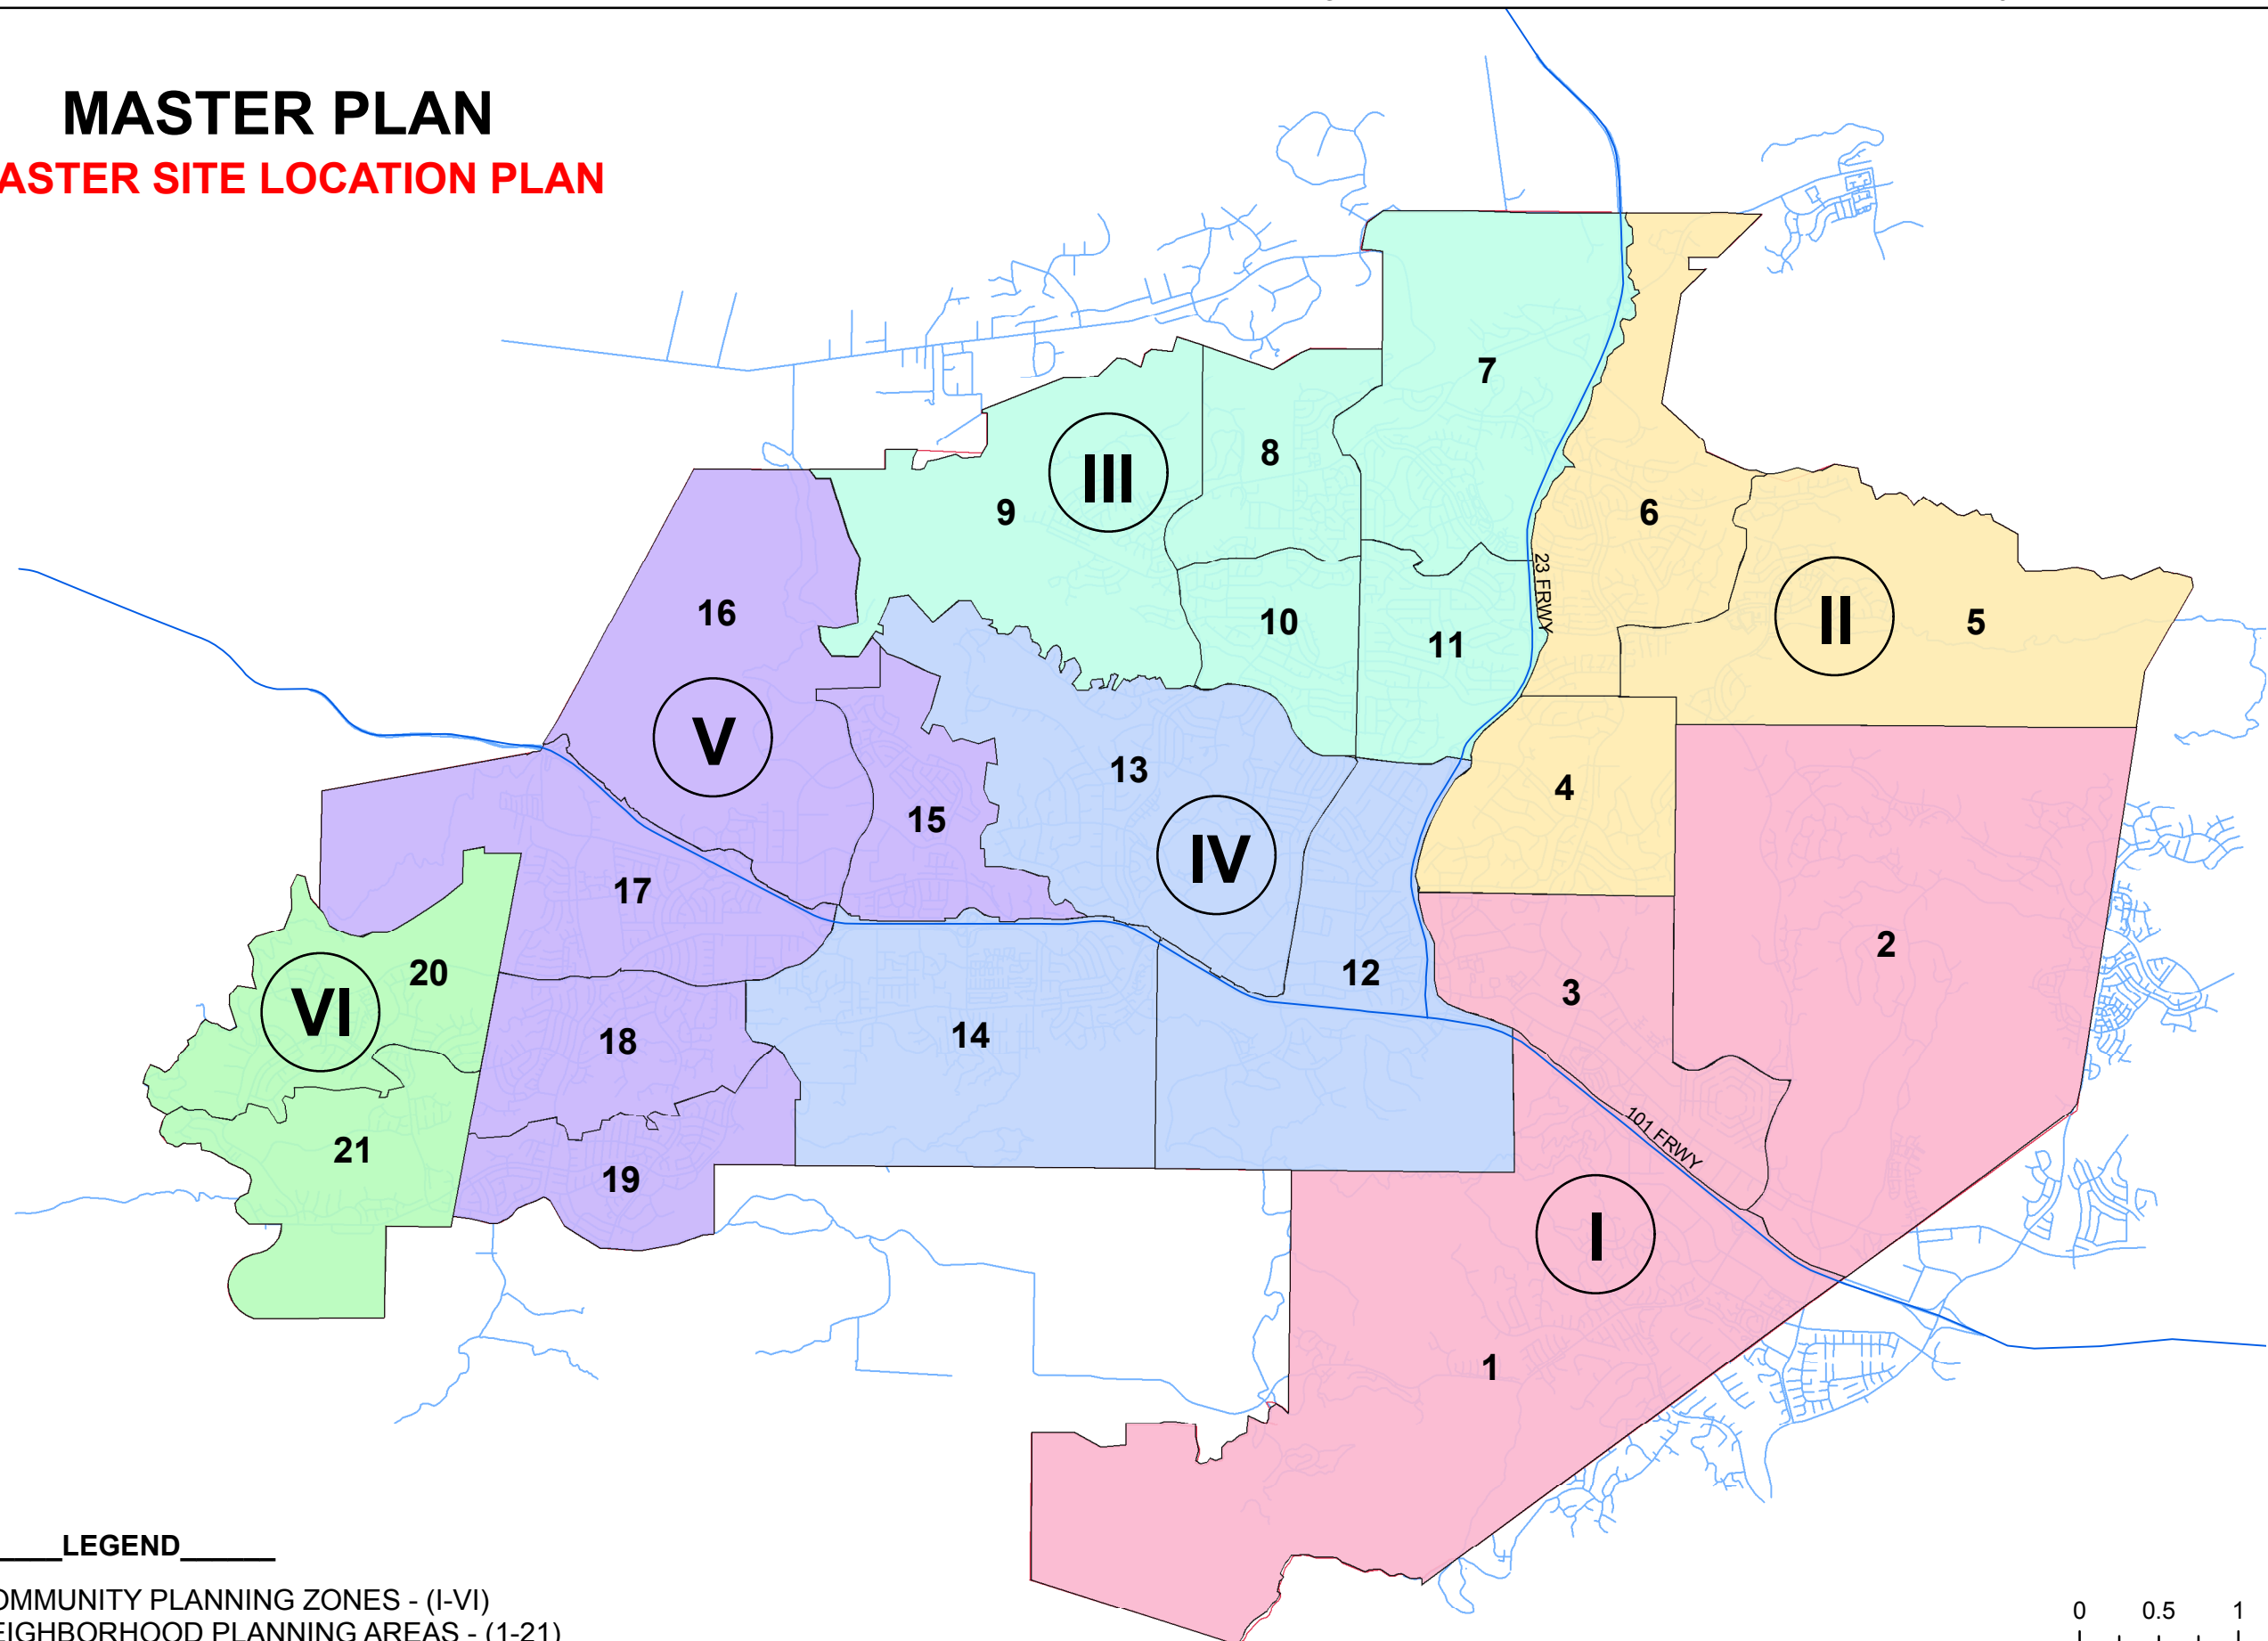 MASTER PLAN
ASTER SITE LOCATION PLAN
7
8
III
9
6
23 FRWY
II
5
16
10
11
V
13
4
15
IV
17
2
20
12
3
VI
14
18
101 FRWY
21
19
I
1
LEGEND
OMMUNITY PLANNING ZONES - (I-VI)
EIGHBORHOOD PLANNING AREAS - (1-21)
0 0.5 1